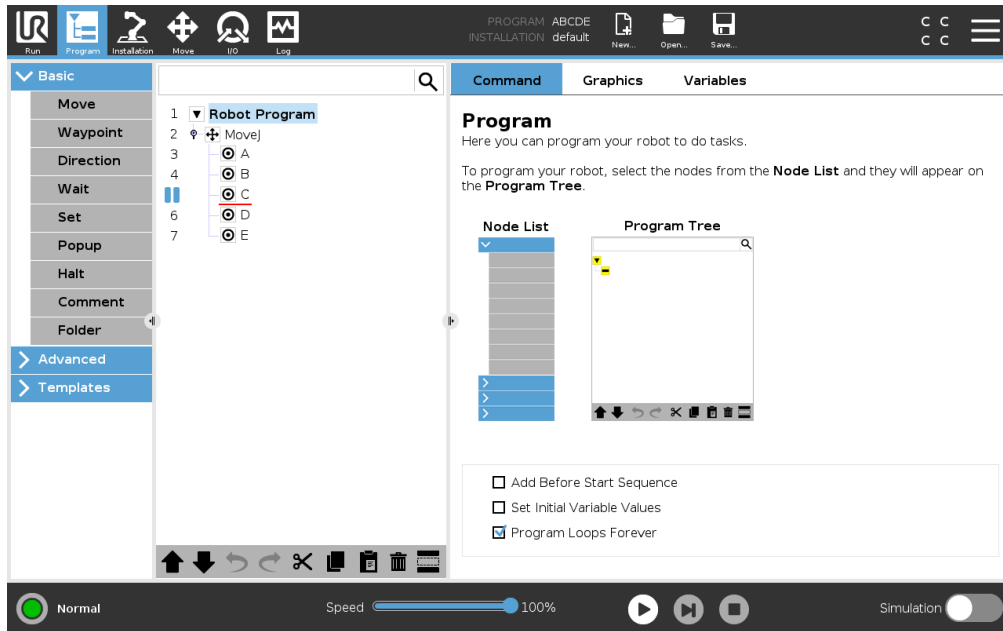 PROGRAM ABCDE
INSTALLATION default
UR
Run
Program
Installation
Move
I/O
Log
New...
Open...
Save...
C C
C C
Basic
Move
Waypoint
Direction
Wait
Set
Popup
Halt
Comment
Folder
Advanced
Templates
1 Robot Program
2 MoveJ
3 A
4 B
C
6 D
7 E
Command Graphics Variables
Program
Here you can program your robot to do tasks.
To program your robot, select the nodes from the Node List and they will appear on
the Program Tree.
Node List Program Tree
Add Before Start Sequence
Set Initial Variable Values
Program Loops Forever
Normal
Speed 100%
Simulation